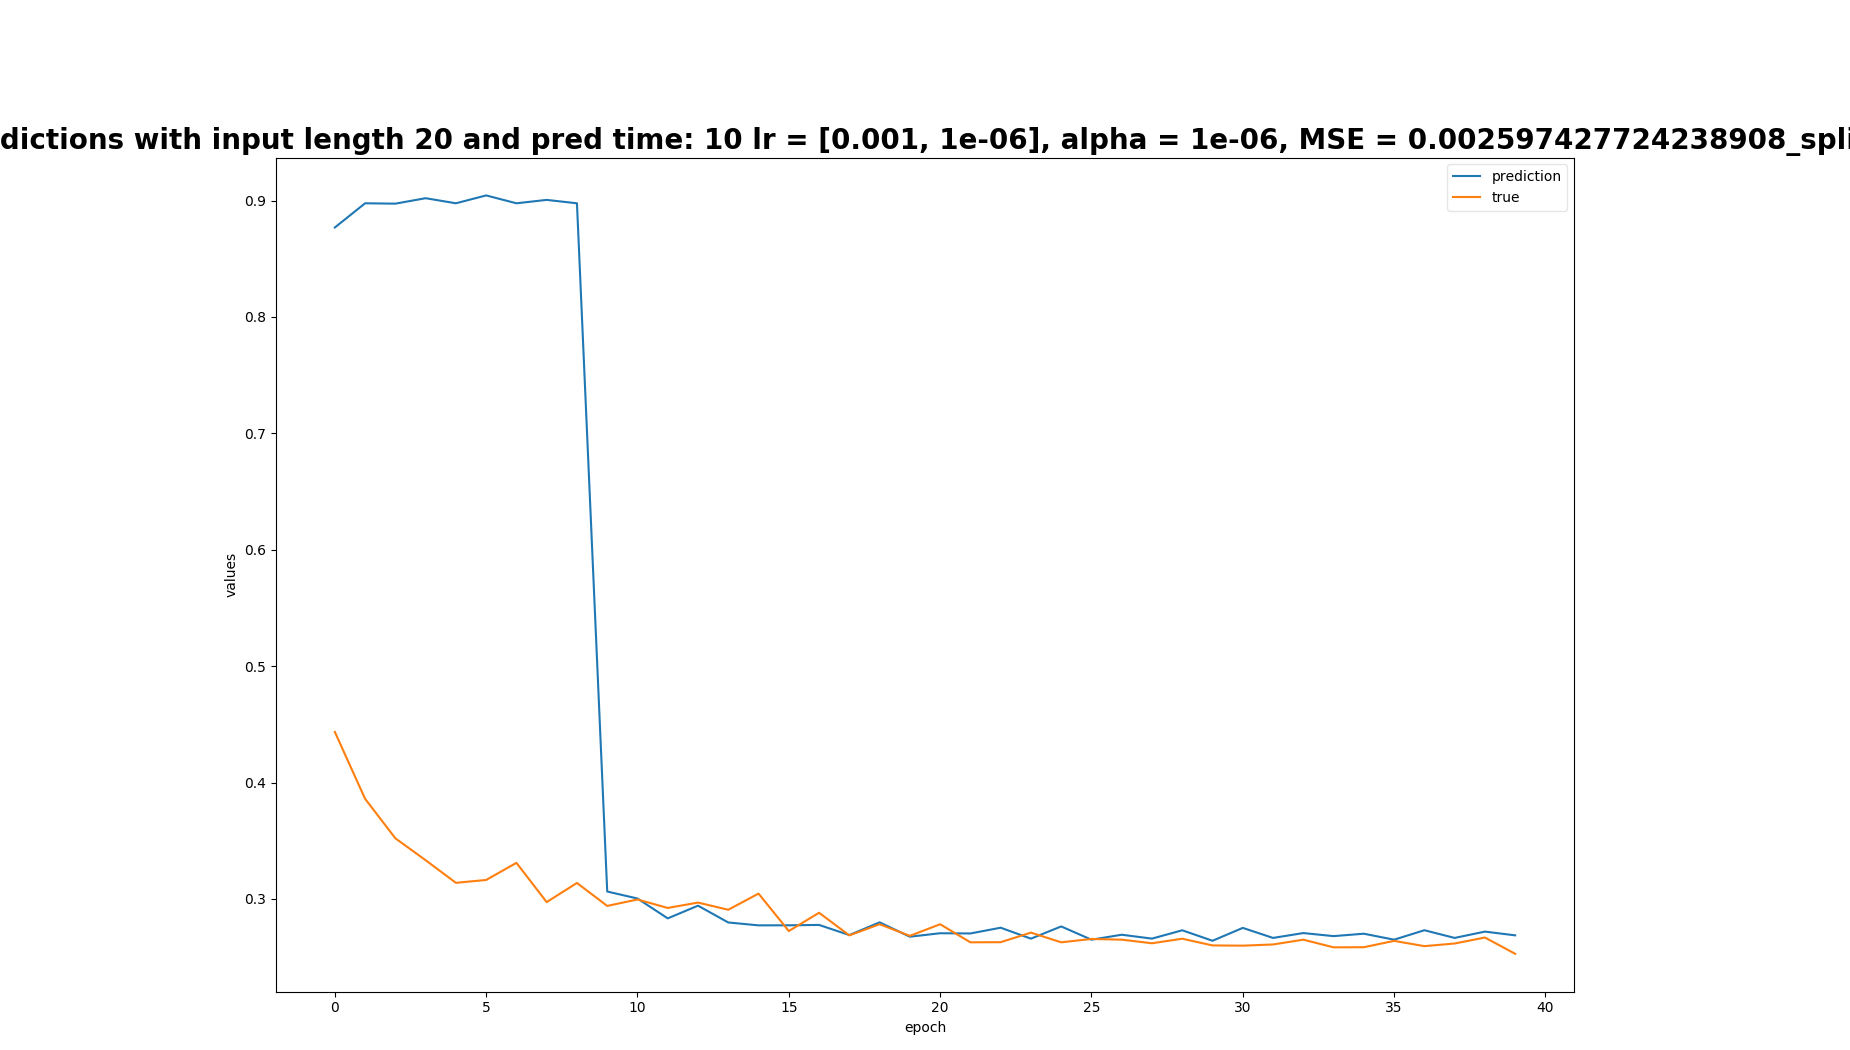 dictions with input length 20 and pred time: 10 lr = [0.001, 1e-06], alpha = 1e-06, MSE = 0.002597427724238908_spli
prediction
true
0.9
0.8
0.7
0.6
0.5
0.4
0.3
values
0 5 10 15 20 25 30 35 40
epoch